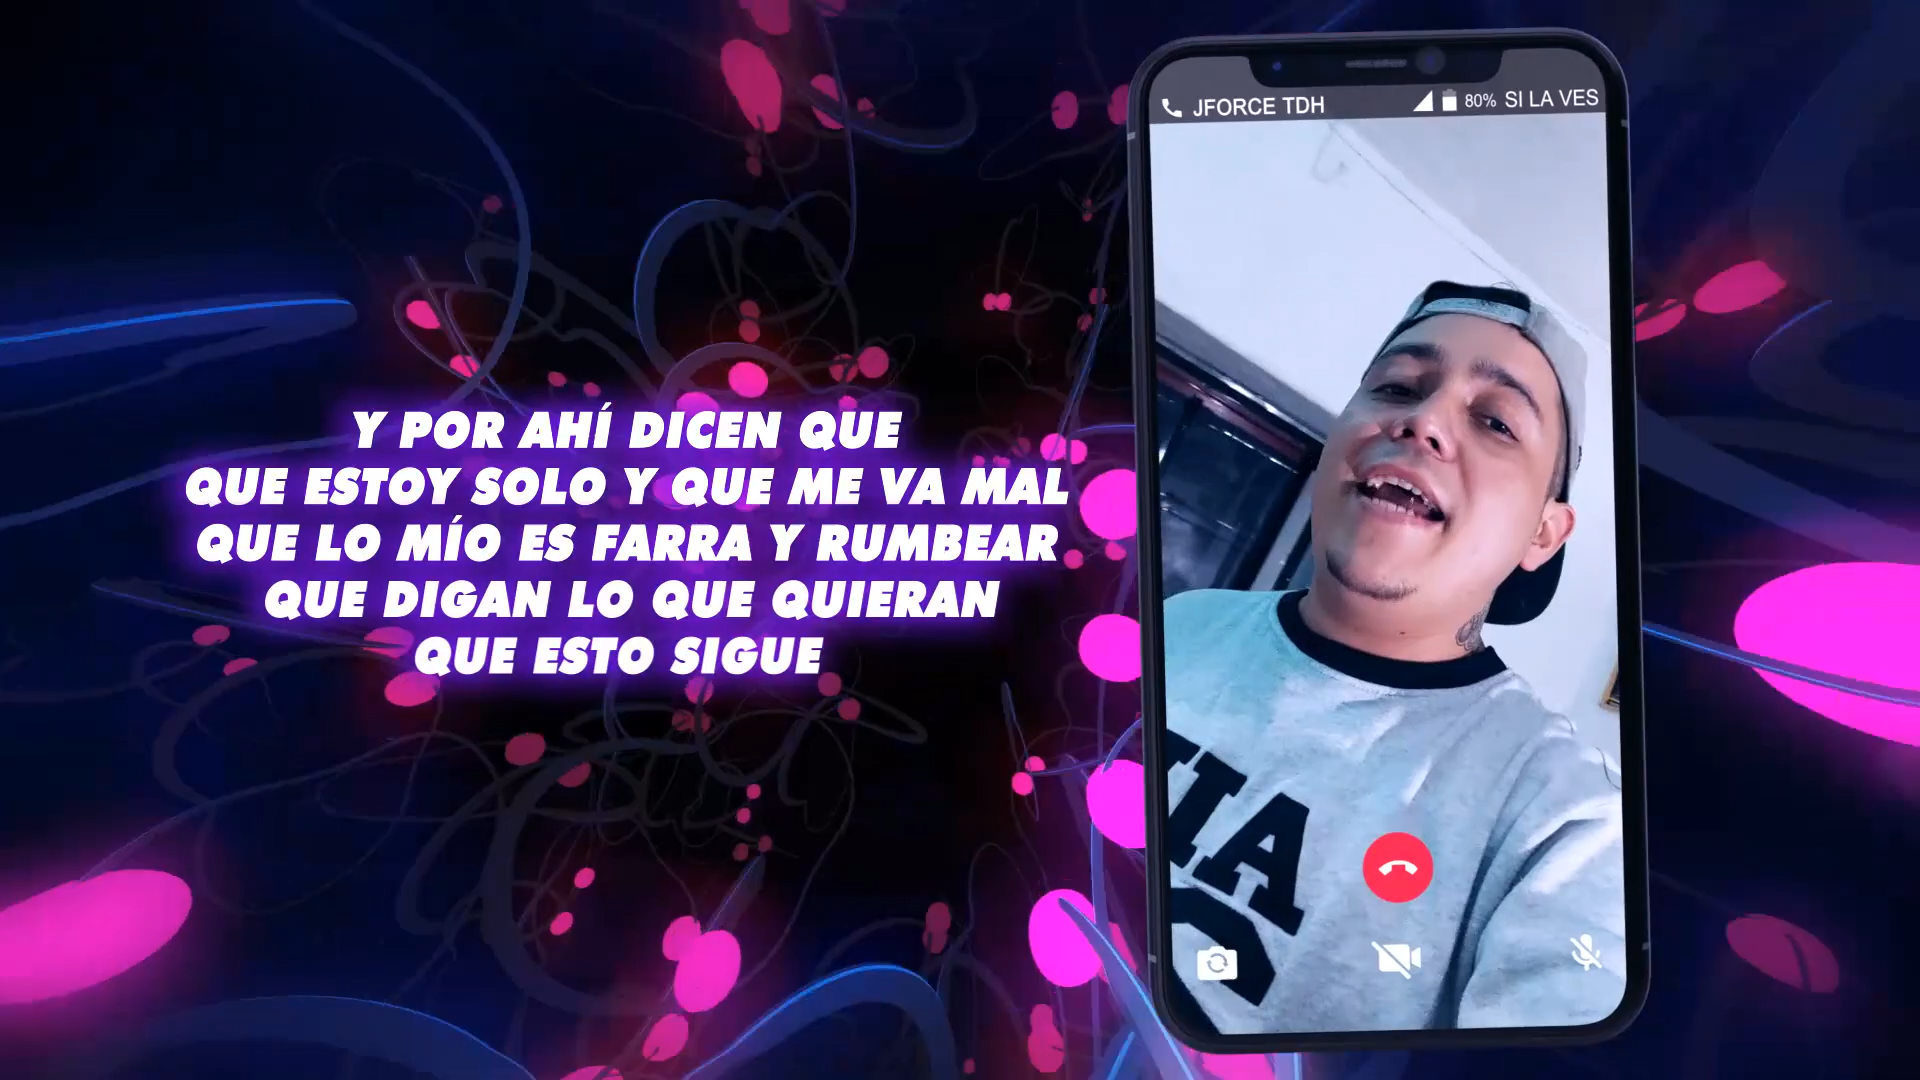 Y POR AHÍ DICEN QUE
QUE ESTOY SOLO Y QUE ME VA MAL
QUE LO MÍO ES FARRA Y RUMBEAR
QUE DIGAN LO QUE QUIERAN
QUE ESTO SIGUE
JFORCE TDH 80% SI LA VES